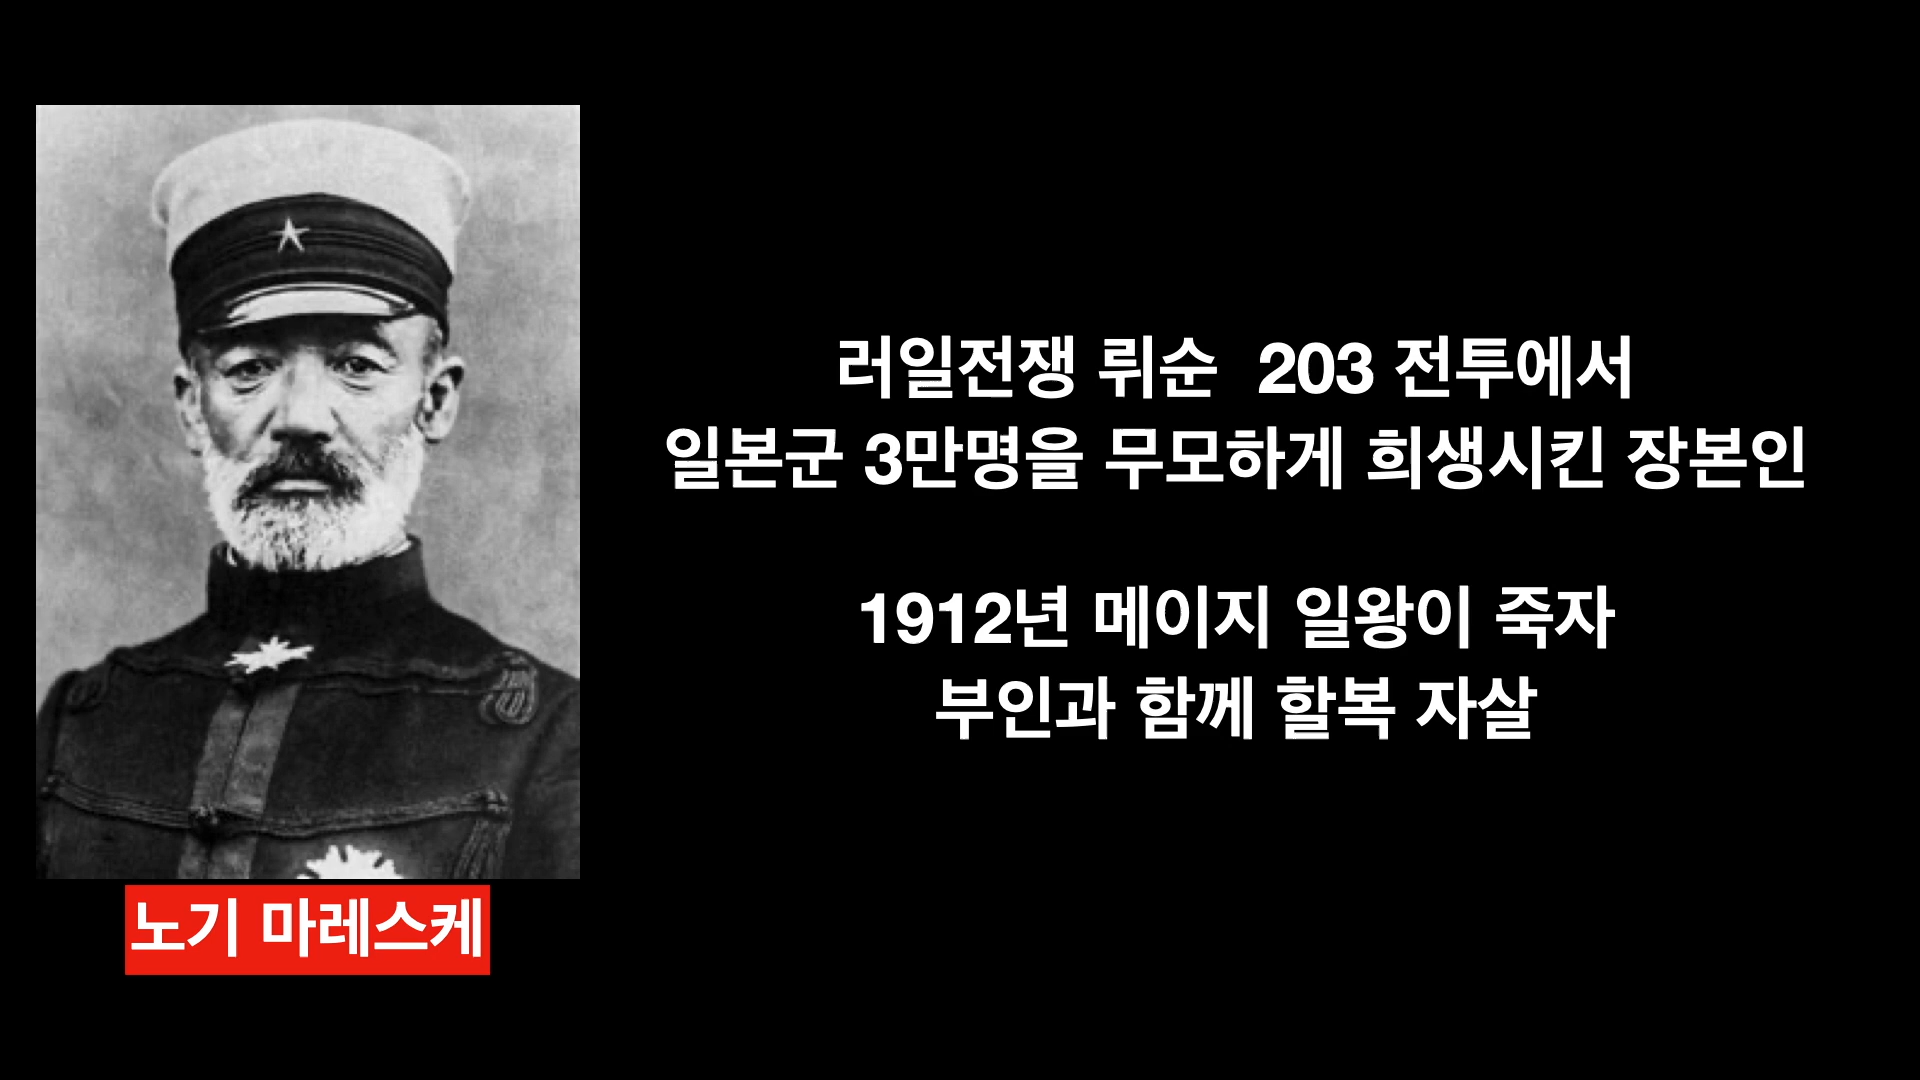 러일전쟁 뤼순 203 전투에서
일본군 3만명을 무모하게 희생시킨 장본인
1912년 메이지 일왕이 죽자
부인과 함께 할복 자살
노기 마레스케